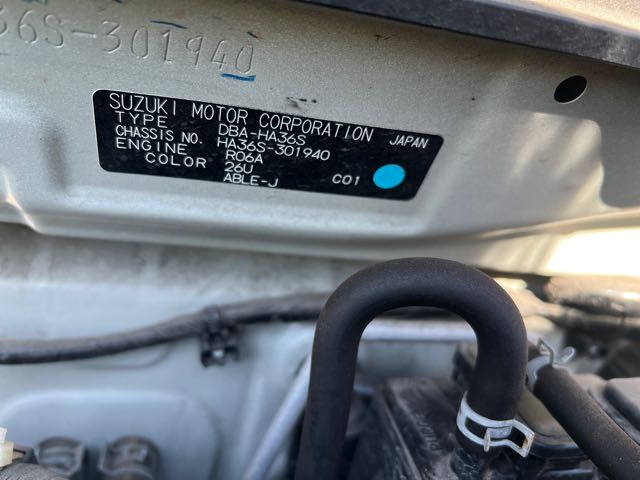 36S-301940
SUZUKI MOTOR CORPORATION JAPAN
TYPE DBA-HA36S
CHASSIS NO. HA36S-301940
ENGINE R06A
COLOR 26U
ABLE-J C01